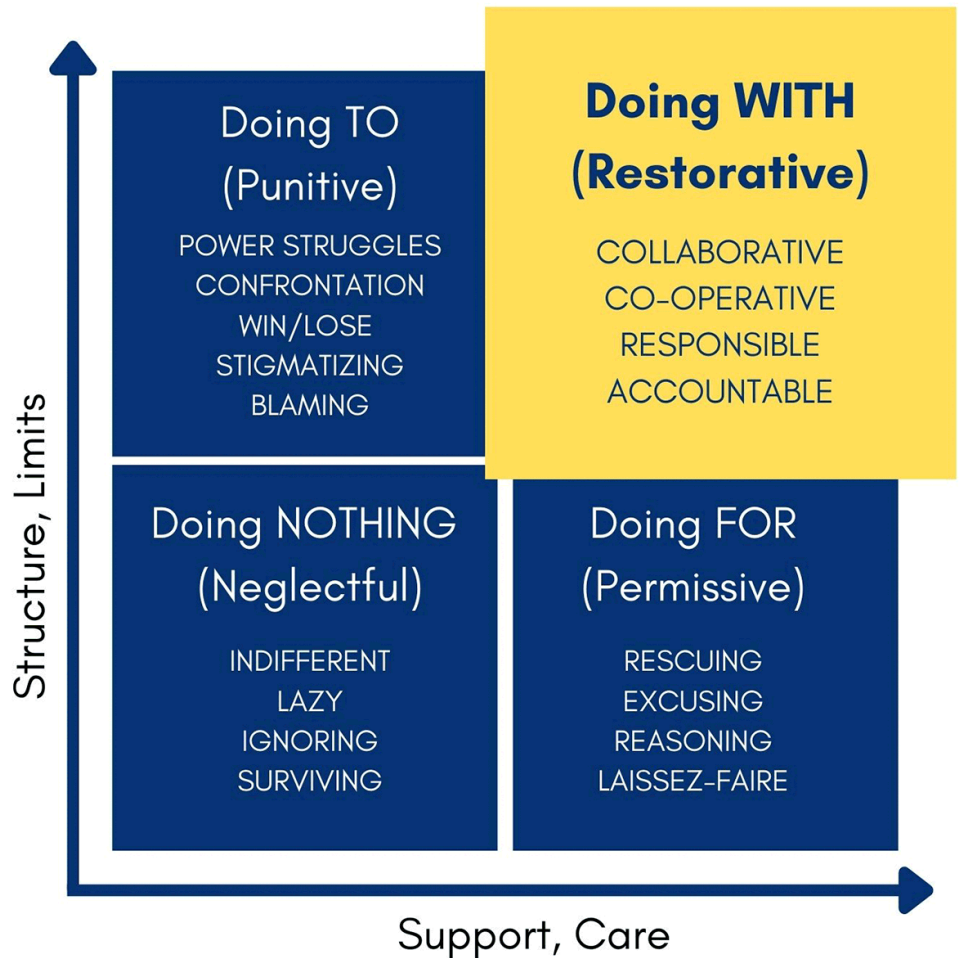 Doing TO
(Punitive)
POWER STRUGGLES
CONFRONTATION
WIN/LOSE
STIGMATIZING
BLAMING
Doing WITH
(Restorative)
COLLABORATIVE
CO-OPERATIVE
RESPONSIBLE
ACCOUNTABLE
Doing NOTHING
(Neglectful)
INDIFFERENT
LAZY
IGNORING
SURVIVING
Doing FOR
(Permissive)
RESCUING
EXCUSING
REASONING
LAISSEZ-FAIRE
Structure, Limits
Support, Care